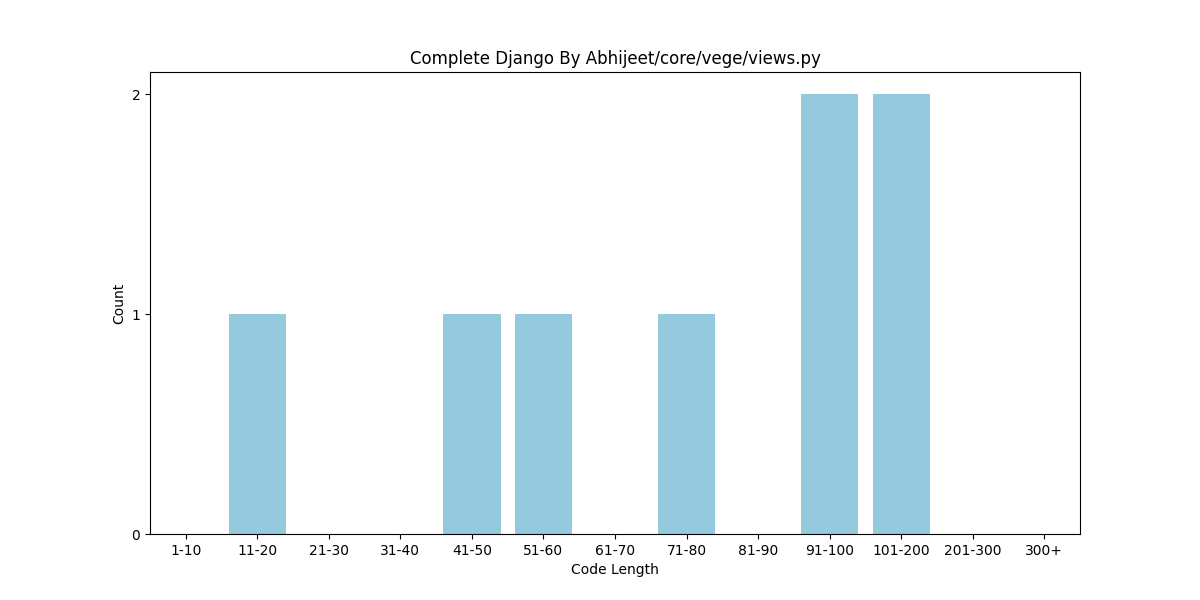 Complete Django By Abhijeet/core/vege/views.py
Count
2
1
0
1-10 11-20 21-30 31-40 41-50 51-60 61-70 71-80 81-90 91-100 101-200 201-300 300+
Code Length